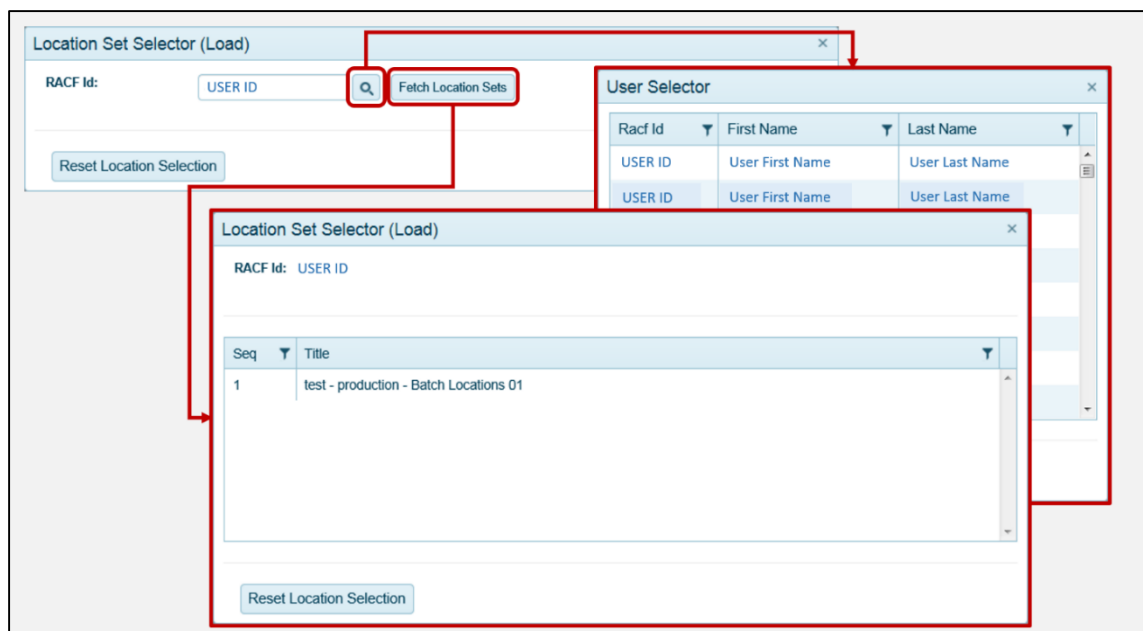 Location Set Selector (Load)
RACF Id: USER ID Fetch Location Sets
Reset Location Selection
User Selector
Racf Id First Name Last Name
USER ID User First Name User Last Name
USER ID User First Name User Last Name
Location Set Selector (Load)
RACF Id: USER ID
Seq Title
1 test - production - Batch Locations 01
Reset Location Selection